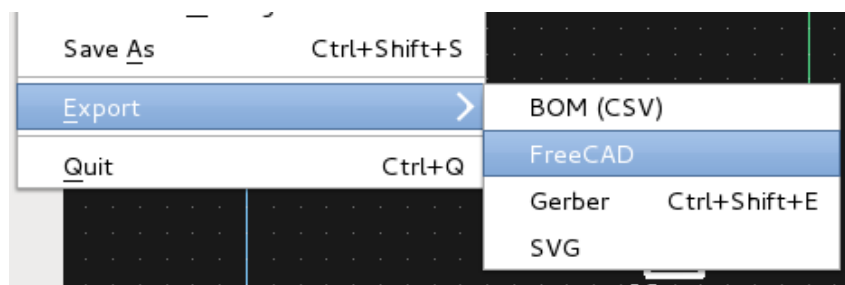 Save As Ctrl+Shift+S
Export
Quit Ctrl+Q
BOM (CSV)
FreeCAD
Gerber Ctrl+Shift+E
SVG